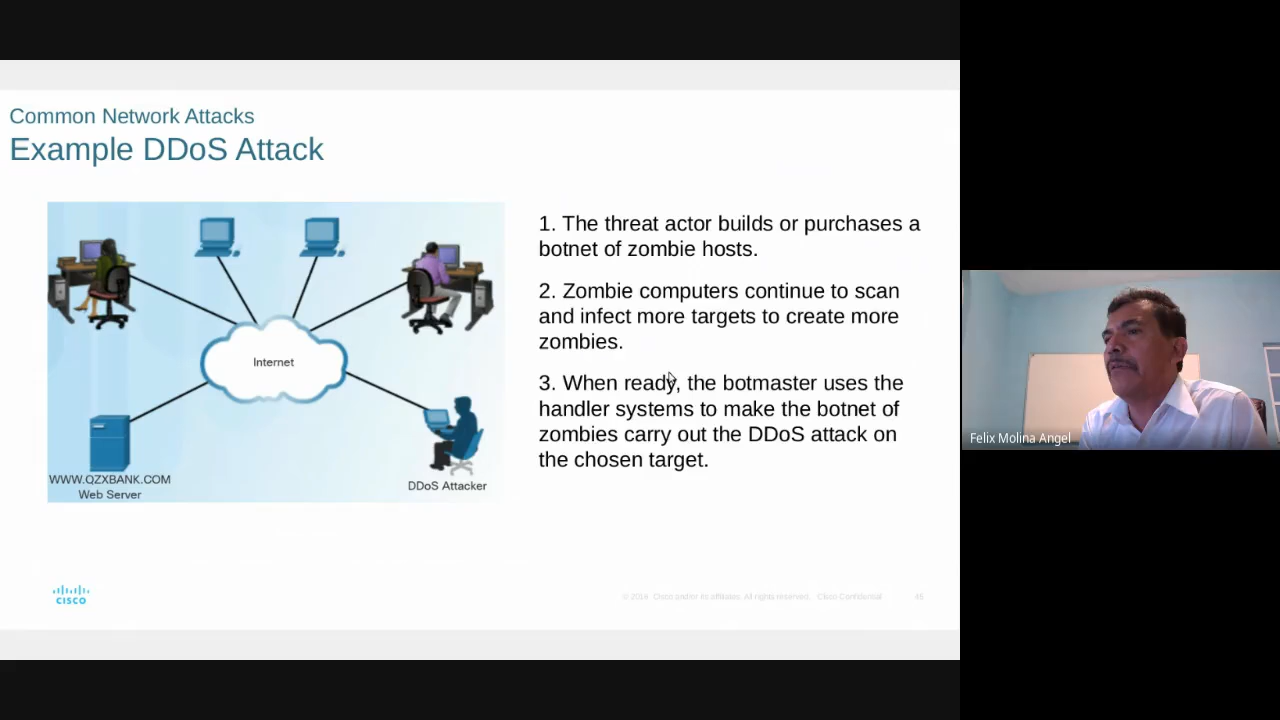 Common Network Attacks
Example DDoS Attack
Internet
WWW.QZXBANK.COM
Web Server
DDoS Attacker
1. The threat actor builds or purchases a
botnet of zombie hosts.
2. Zombie computers continue to scan
and infect more targets to create more
zombies.
3. When ready, the botmaster uses the
handler systems to make the botnet of
zombies carry out the DDoS attack on
the chosen target.
CISCO
Cisco and/or its affiliates. All rights reserved. Cisco Confidential
Felix Molina Angel